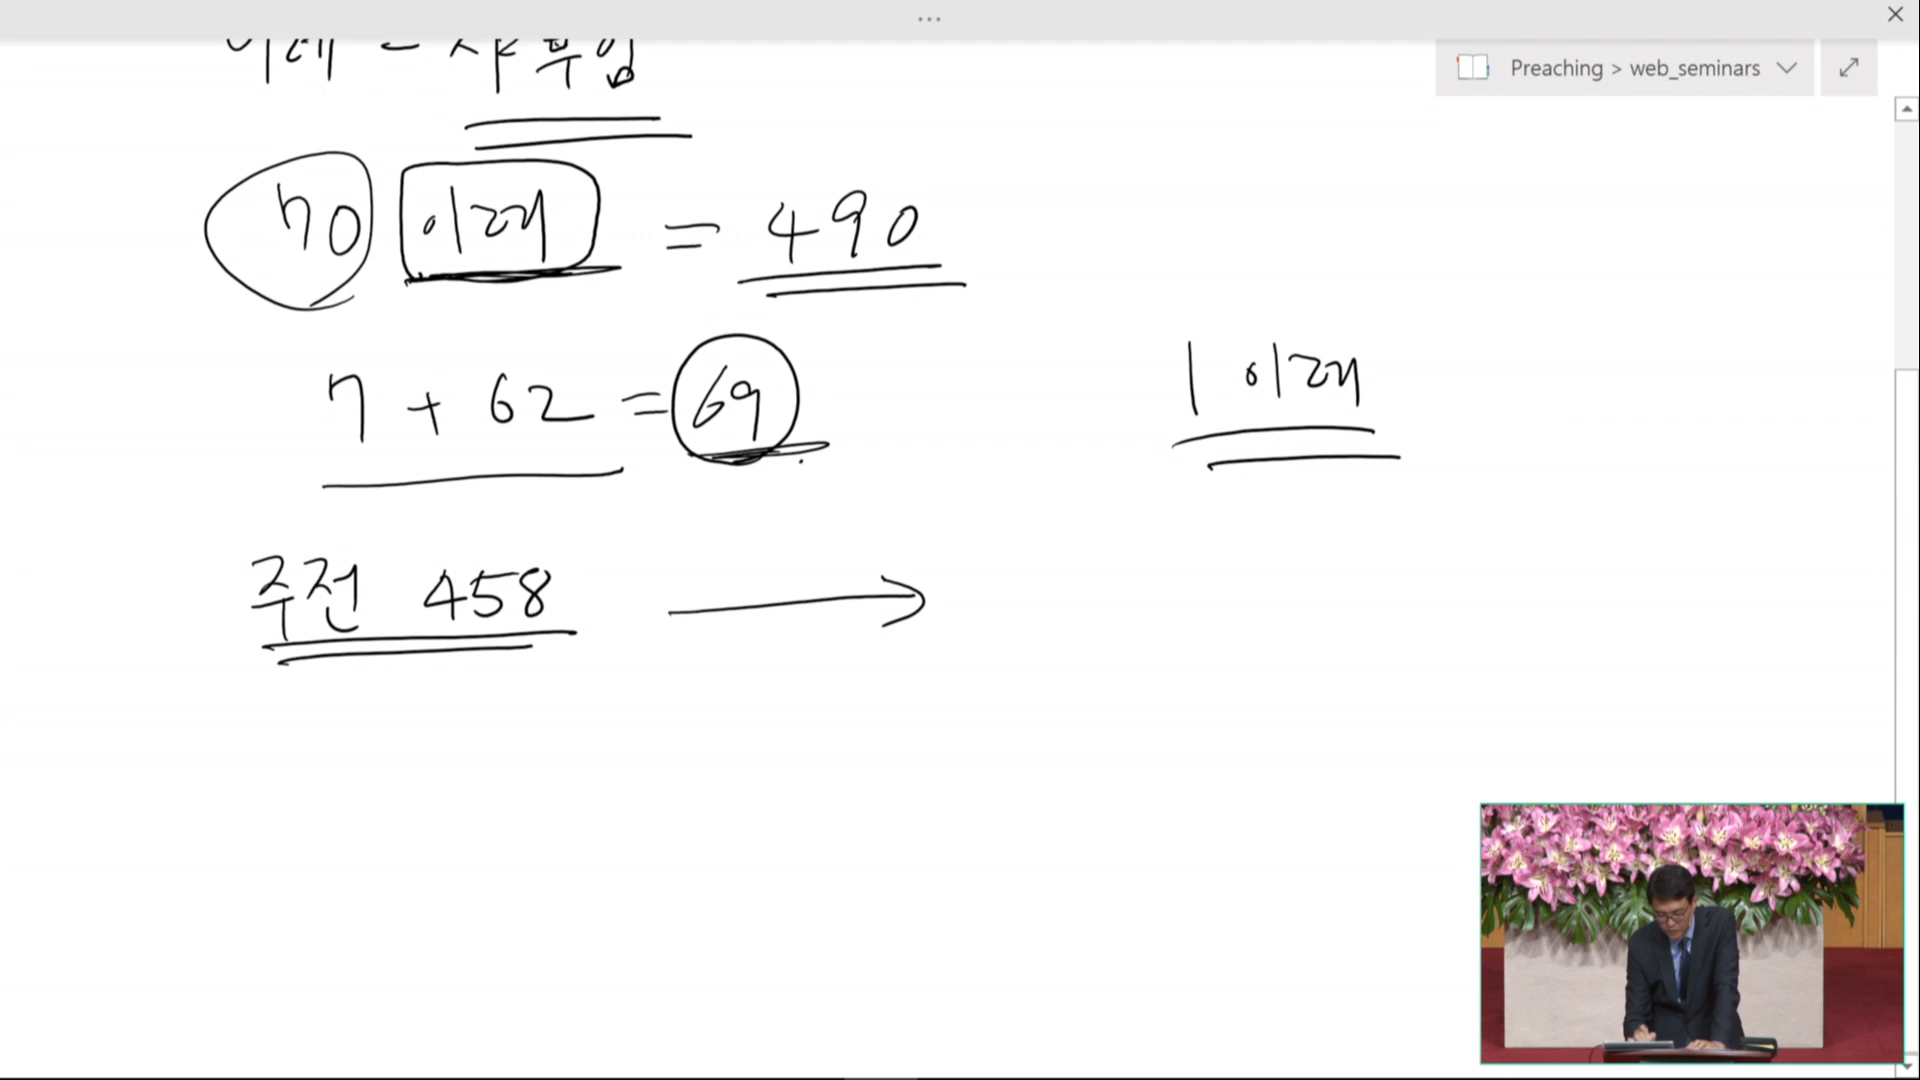 Preaching > web_seminars
70 이레 = 490
7 + 62 = 69
1 이레
주전 458